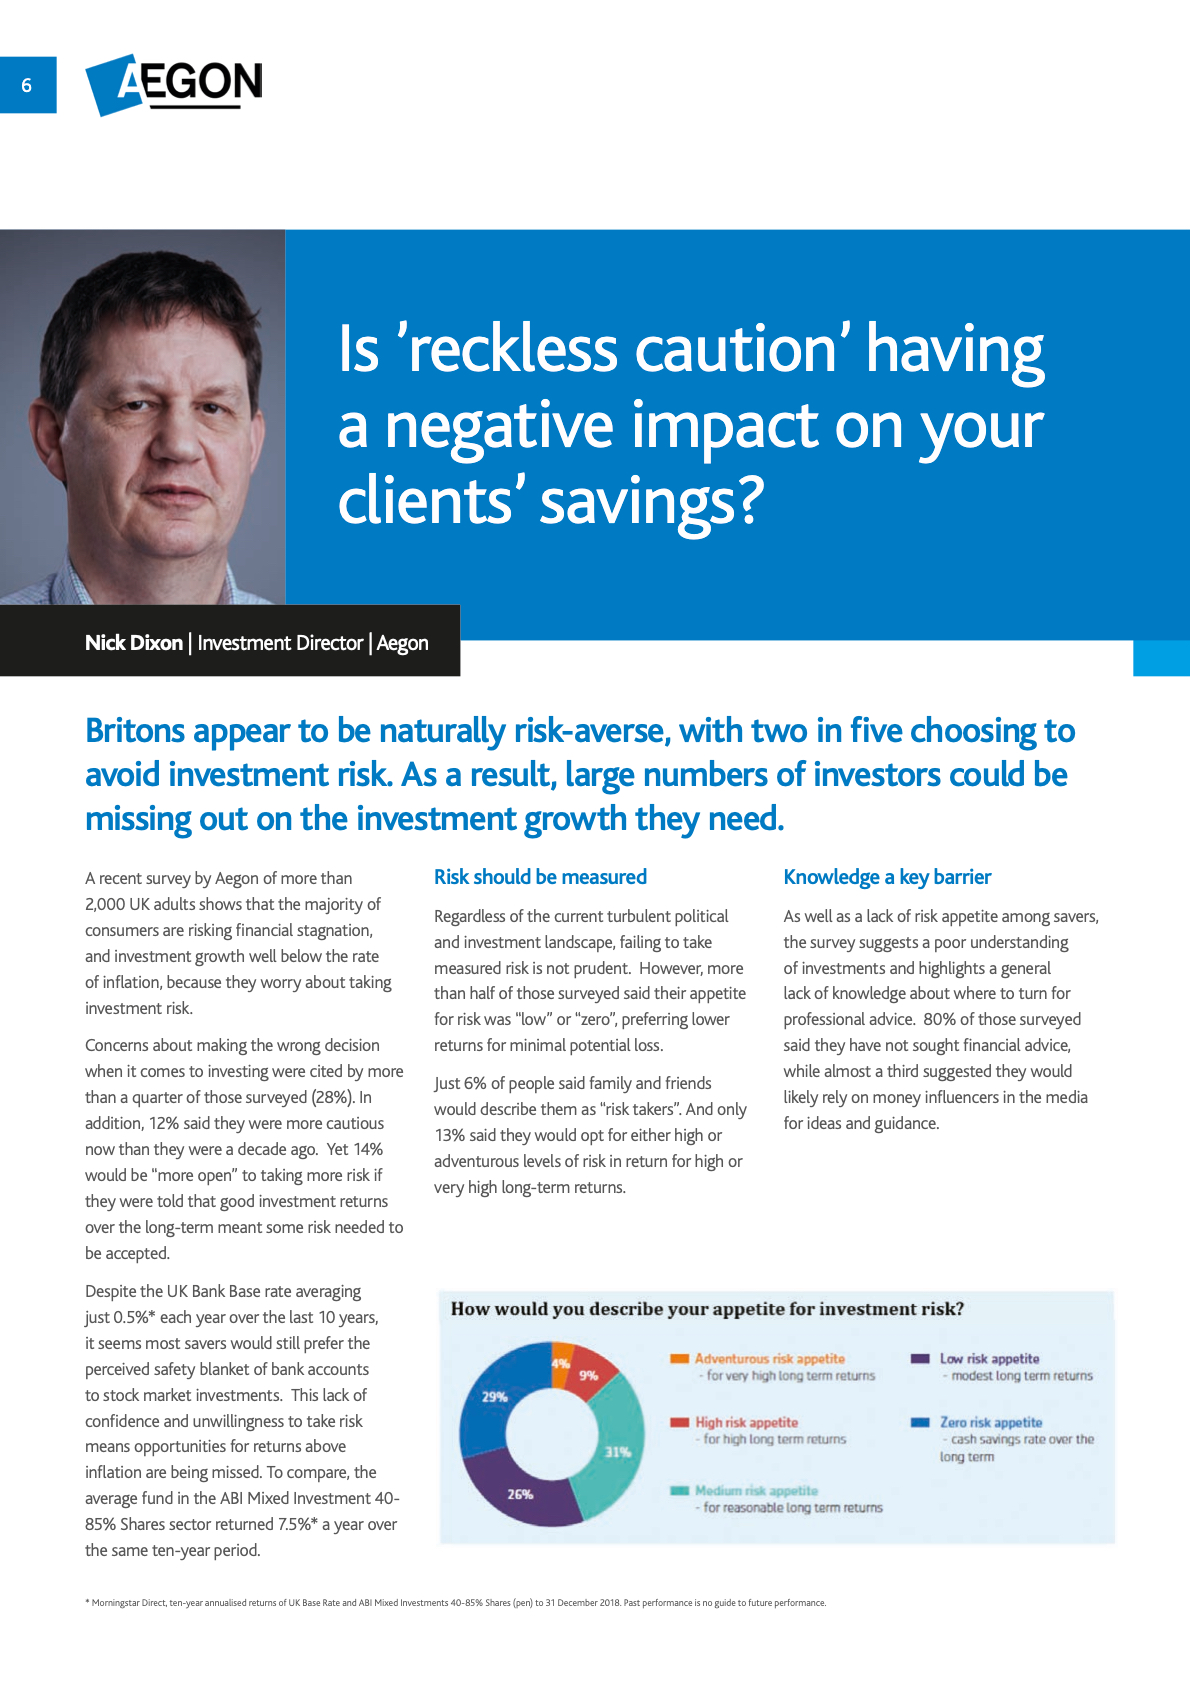 6
AEGON
Is ’reckless caution’ having
a negative impact on your
clients’ savings?
Nick Dixon | Investment Director | Aegon
Britons appear to be naturally risk-averse, with two in five choosing to
avoid investment risk. As a result, large numbers of investors could be
missing out on the investment growth they need.
A recent survey by Aegon of more than
2,000 UK adults shows that the majority of
consumers are risking financial stagnation,
and investment growth well below the rate
of inflation, because they worry about taking
investment risk.
Concerns about making the wrong decision
when it comes to investing were cited by more
than a quarter of those surveyed (28%). In
addition, 12% said they were more cautious
now than they were a decade ago.  Yet 14%
would be “more open” to taking more risk if
they were told that good investment returns
over the long-term meant some risk needed to
be accepted.
Despite the UK Bank Base rate averaging
just 0.5%* each year over the last 10 years,
it seems most savers would still prefer the
perceived safety blanket of bank accounts
to stock market investments.  This lack of
confidence and unwillingness to take risk
means opportunities for returns above
inflation are being missed. To compare, the
average fund in the ABI Mixed Investment 40-
85% Shares sector returned 7.5%* a year over
the same ten-year period.
Risk should be measured
Regardless of the current turbulent political
and investment landscape, failing to take
measured risk is not prudent.  However, more
than half of those surveyed said their appetite
for risk was “low” or “zero”, preferring lower
returns for minimal potential loss.
Just 6% of people said family and friends
would describe them as “risk takers”. And only
13% said they would opt for either high or
adventurous levels of risk in return for high or
very high long-term returns.
Knowledge a key barrier
As well as a lack of risk appetite among savers,
the survey suggests a poor understanding
of investments and highlights a general
lack of knowledge about where to turn for
professional advice.  80% of those surveyed
said they have not sought financial advice,
while almost a third suggested they would
likely rely on money influencers in the media
for ideas and guidance.
How would you describe your appetite for investment risk?
4%
9%
31%
26%
29%
Adventurous risk appetite
- for very high long term returns
High risk appetite
- for high long term returns
Medium risk appetite
- for reasonable long term returns
Low risk appetite
- modest long term returns
Zero risk appetite
- cash savings rate over the
long term
* Morningstar Direct, ten-year annualised returns of UK Base Rate and ABI Mixed Investments 40-85% Shares (pen) to 31 December 2018. Past performance is no guide to future performance.